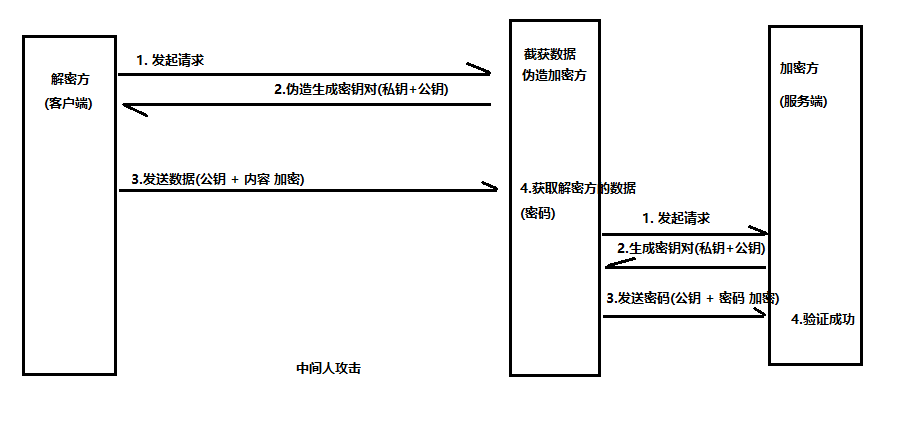 解密方
(客户端)
1. 发起请求
2.伪造生成密钥对(私钥+公钥)
3.发送数据(公钥 + 内容 加密)
截获数据
伪造加密方
4.获取解密方的数据
(密码)
加密方
(服务端)
1. 发起请求
2.生成密钥对(私钥+公钥)
3.发送密码(公钥 + 密码 加密)
4.验证成功
中间人攻击